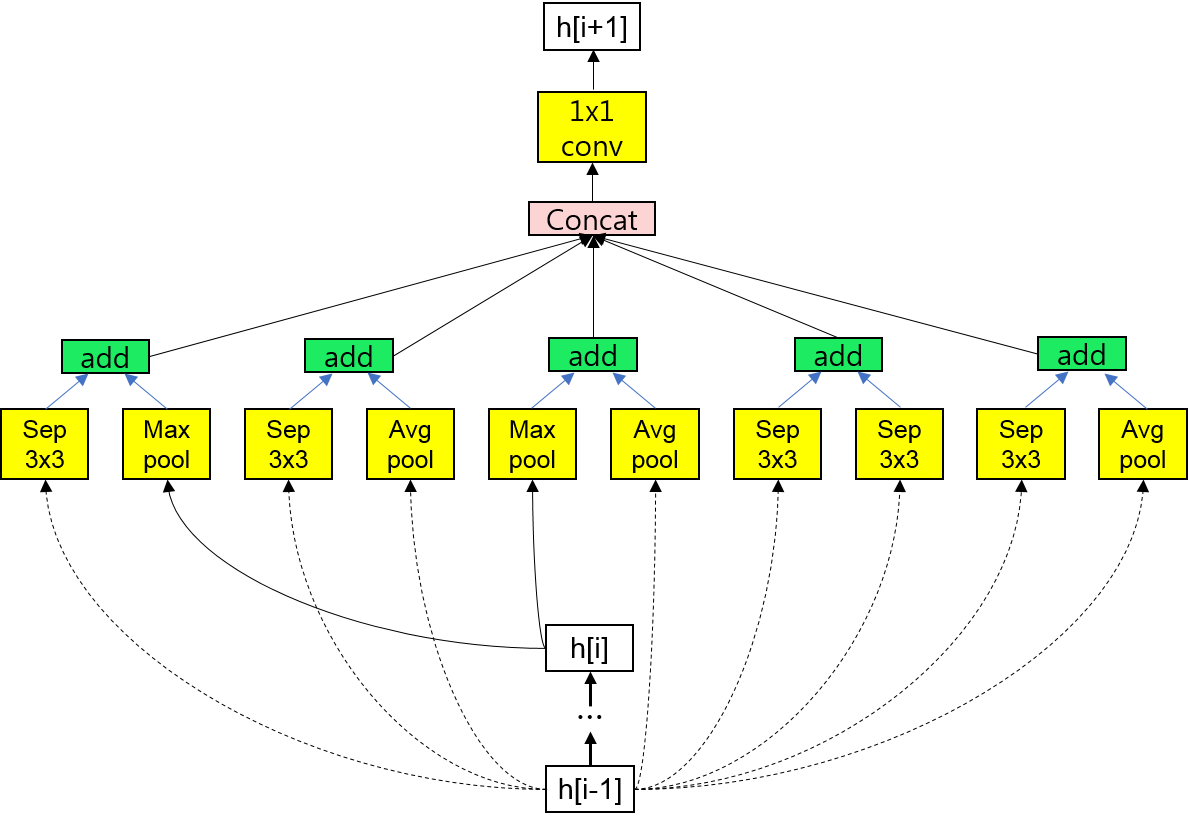 h[i+1]
1x1
conv
Concat
add
add
add
add
add
Sep
3x3
Max
pool
Sep
3x3
Avg
pool
Max
pool
Avg
pool
Sep
3x3
Sep
3x3
Sep
3x3
Avg
pool
h[i]
...
h[i-1]